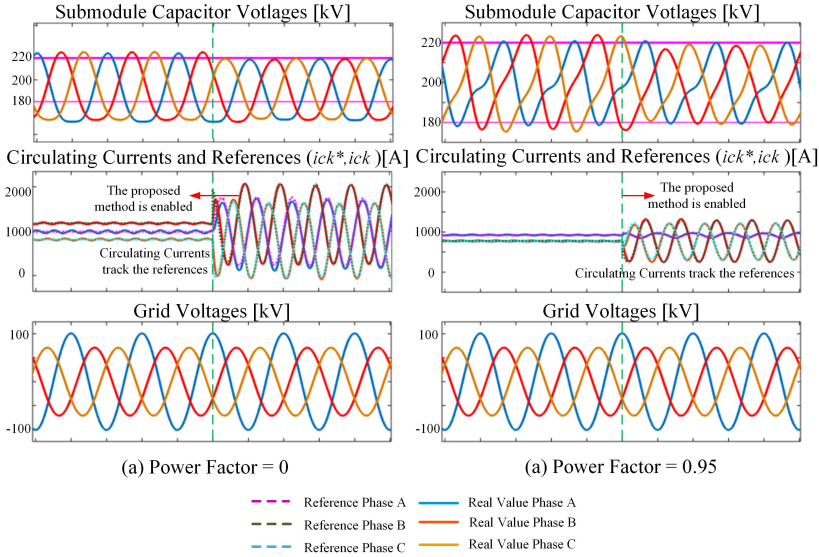 Submodule Capacitor Votlages [kV]
220
200
180
Circulating Currents and References (ick*,ick )[A]
2000
1000
0
The proposed
method is enabled
Circulating Currents
track the references
Grid Voltages [kV]
100
-100
(a) Power Factor = 0
Submodule Capacitor Voltages [kV]
220
200
180
Circulating Currents and References (ick*,ick )[A]
2000
1000
0
The proposed
method is enabled
Circulating Currents track the references
Grid Voltages [kV]
100
-100
(a) Power Factor = 0.95
Reference Phase A
Reference Phase B
Reference Phase C
Real Value Phase A
Real Value Phase B
Real Value Phase C